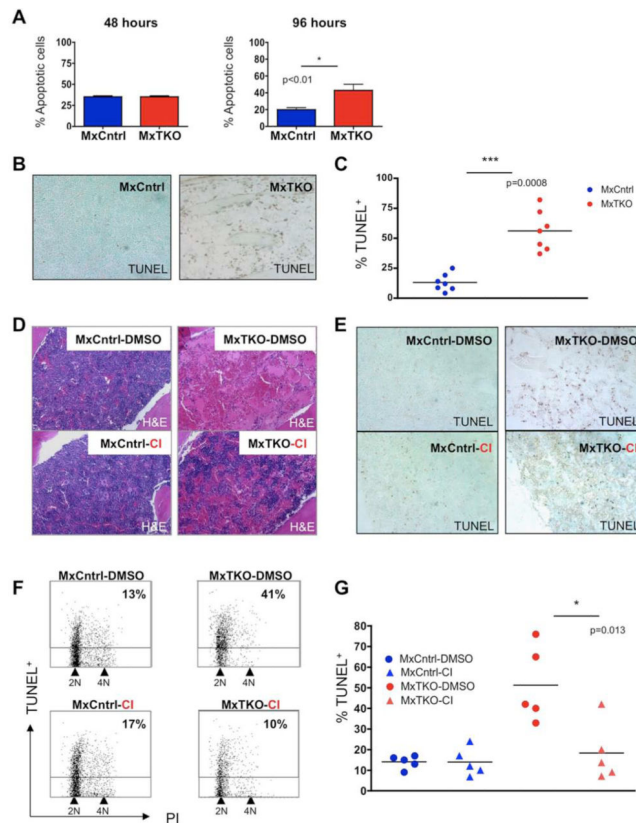 A
48 hours
96 hours
% Apoptotic cells
100
75
50
25
0
MxCntrl
MxTKO
% Apoptotic cells
100
80
60
40
20
0
*
p<0.01
MxCntrl
MxTKO
B
MxCntrl
TUNEL
MxTKO
TUNEL
C
% TUNEL+
100
75
50
25
0
***
p=0.0008
MxCntrl
MxTKO
D
MxCntrl-DMSO
H&E
MxTKO-DMSO
H&E
MxCntrl-CI
H&E
MxTKO-CI
H&E
E
MxCntrl-DMSO
TUNEL
MxTKO-DMSO
TUNEL
MxCntrl-CI
TUNEL
MxTKO-CI
TUNEL
F
MxCntrl-DMSO
13%
2N 4N
MxTKO-DMSO
41%
2N 4N
MxCntrl-CI
17%
2N 4N
MxTKO-CI
10%
2N 4N
TUNEL+
PI
G
% TUNEL+
80
70
60
50
40
30
20
10
0
MxCntrl-DMSO
MxCntrl-CI
MxTKO-DMSO
MxTKO-CI
*
p=0.013